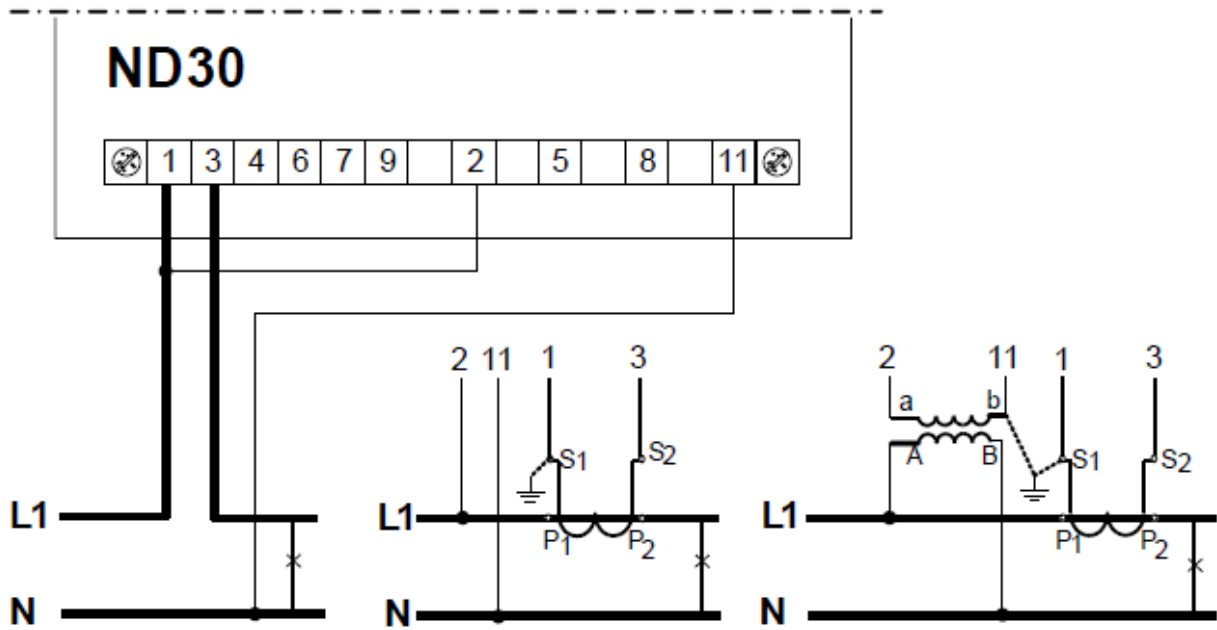 ND30
1 3 4 6 7 9 2 5 8 11
2 11 1 3
2 11 1 3
a b
S1 S2
A B S1 S2
L1 L1 L1
P1 P2
P1 P2
N N N